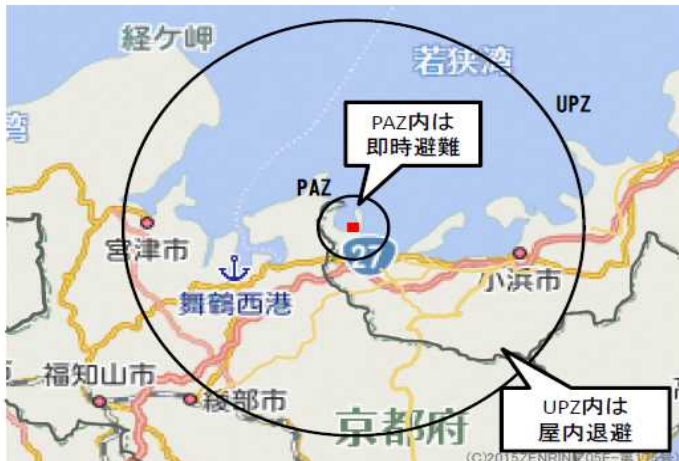 経ケ岬
若狭湾
湾
UPZ
PAZ内は
即時避難
PAZ
宮津市
27
小浜市
舞鶴西港
福知山市
綾部市
京都府
UPZ内は
屋内退避